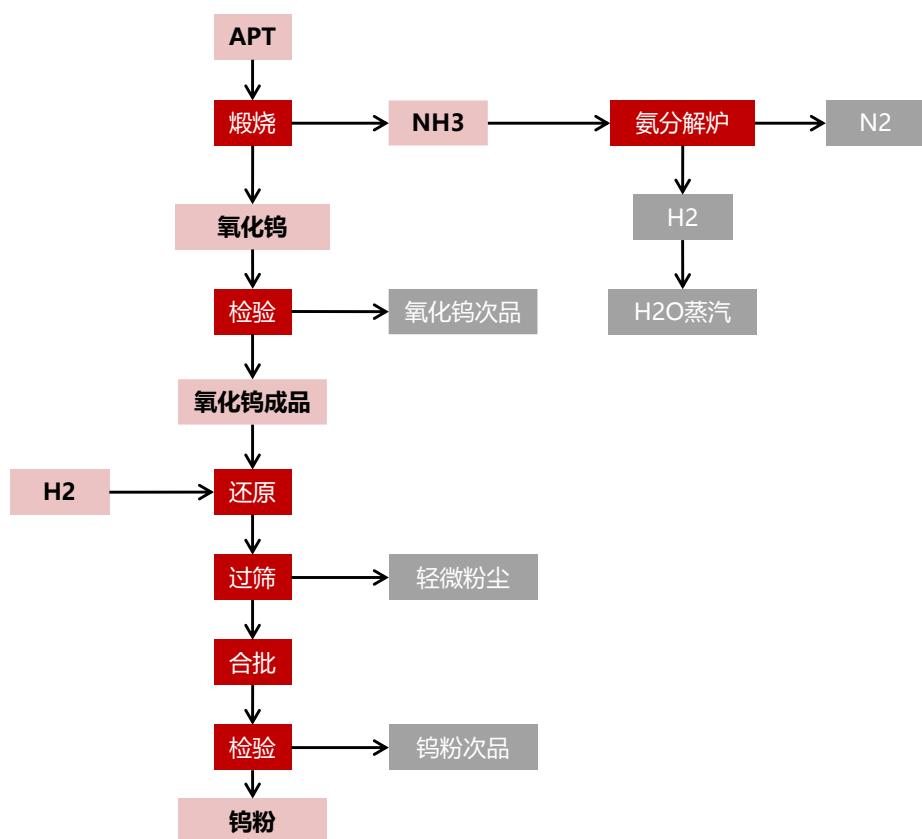 APT
煅烧
NH3
氨分解炉
N2
氧化钨
H2
检验
氧化钨次品
H2O蒸汽
氧化钨成品
H2
还原
过筛
轻微粉尘
合批
检验
钨粉次品
钨粉